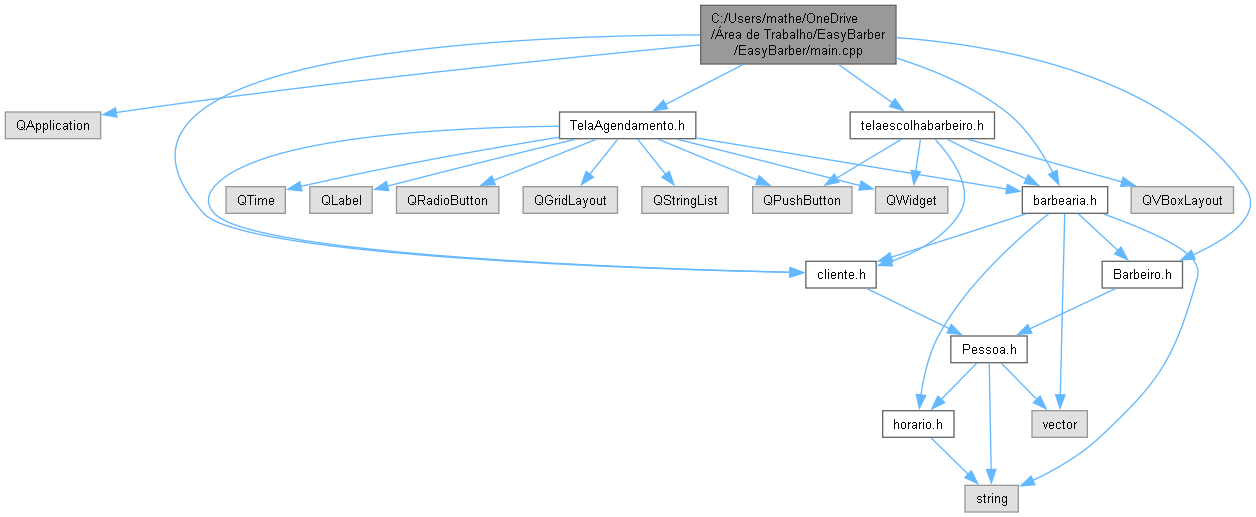 C:/Users/mathe/OneDrive
/Área de Trabalho/EasyBarber
/EasyBarber/main.cpp
QApplication
TelaAgendamento.h
telaescolhabarbeiro.h
QTime
QLabel
QRadioButton
QGridLayout
QStringList
QPushButton
QWidget
barbearia.h
QVBoxLayout
cliente.h
Barbeiro.h
Pessoa.h
horario.h
vector
string